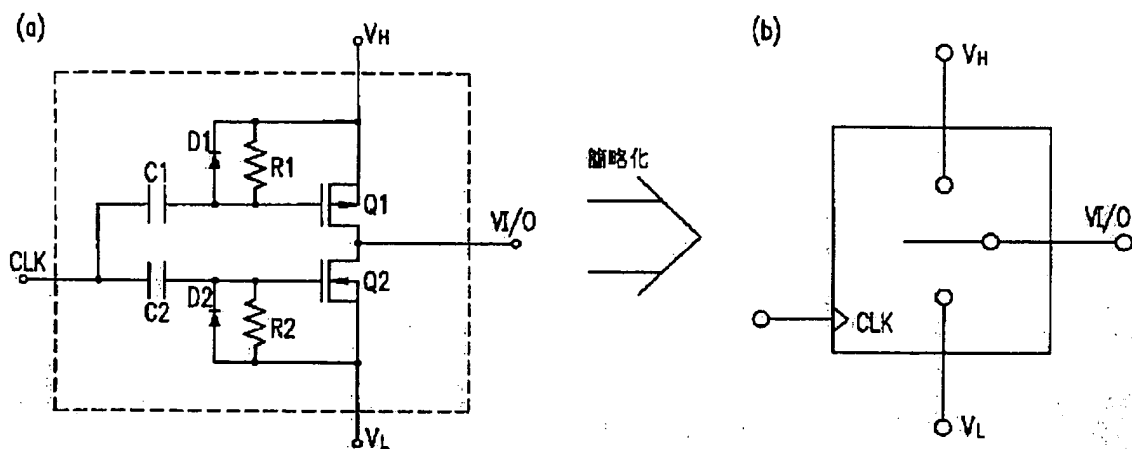 (a)
VH
D1
R1
C1
Q1
VI/O
CLK
C2
D2
R2
Q2
VL
簡略化
(b)
VH
VI/O
CLK
VL